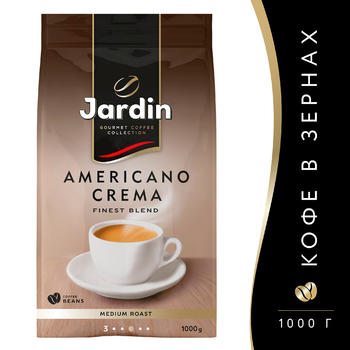 Jardin
GOURMET COFFEE
COLLECTION
AMERICANO
CREMA
FINEST BLEND
COFFEE
BEANS
MEDIUM ROAST
3
1000g
КОФЕ В ЗЕРНАХ
1000 Г